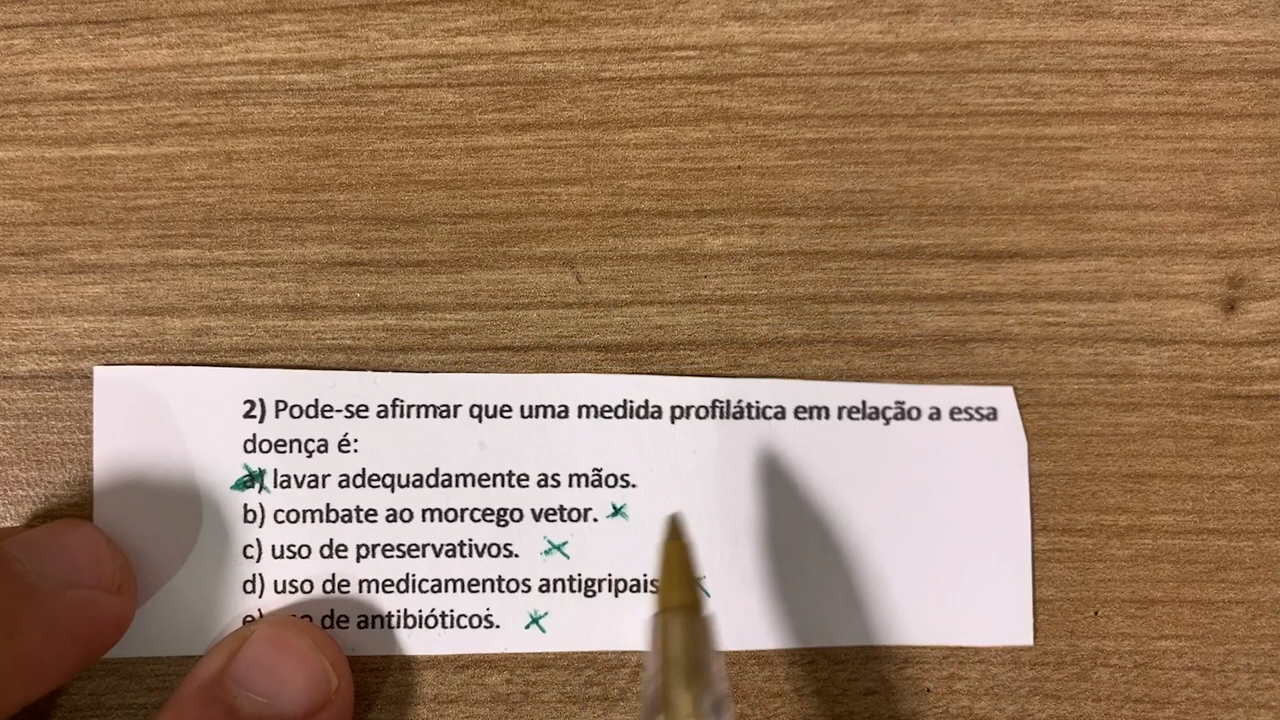 2) Pode-se afirmar que uma medida profilática em relação a essa
doença é:
a) lavar adequadamente as mãos.
b) combate ao morcego vetor.
c) uso de preservativos.
d) uso de medicamentos antigripais
e) de antibióticos.